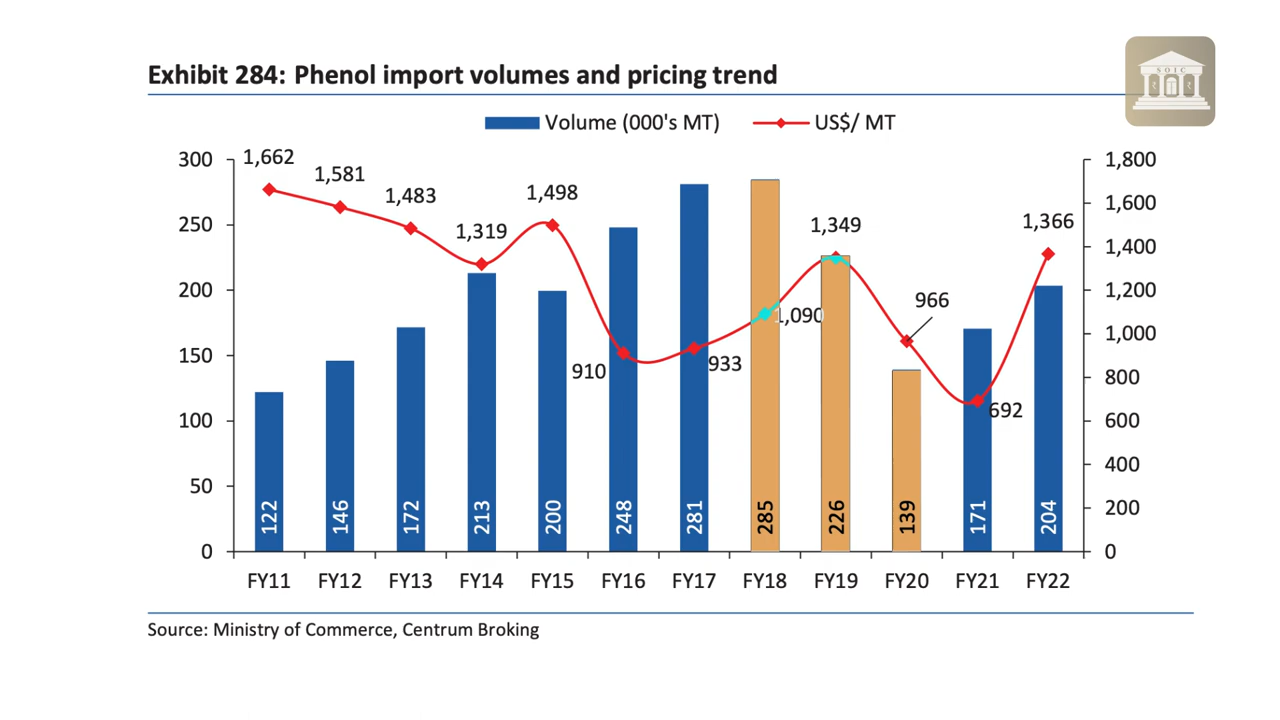 SOIC
Exhibit 284: Phenol import volumes and pricing trend
Volume (000's MT) US$/ MT
300 250 200 150 100 50 0
1,662 1,581 1,483 1,319 1,498 910 933 1,090 1,349 966 692 1,366
122 146 172 213 200 248 281 285 226 139 171 204
1,800 1,600 1,400 1,200 1,000 800 600 400 200 0
FY11 FY12 FY13 FY14 FY15 FY16 FY17 FY18 FY19 FY20 FY21 FY22
Source: Ministry of Commerce, Centrum Broking